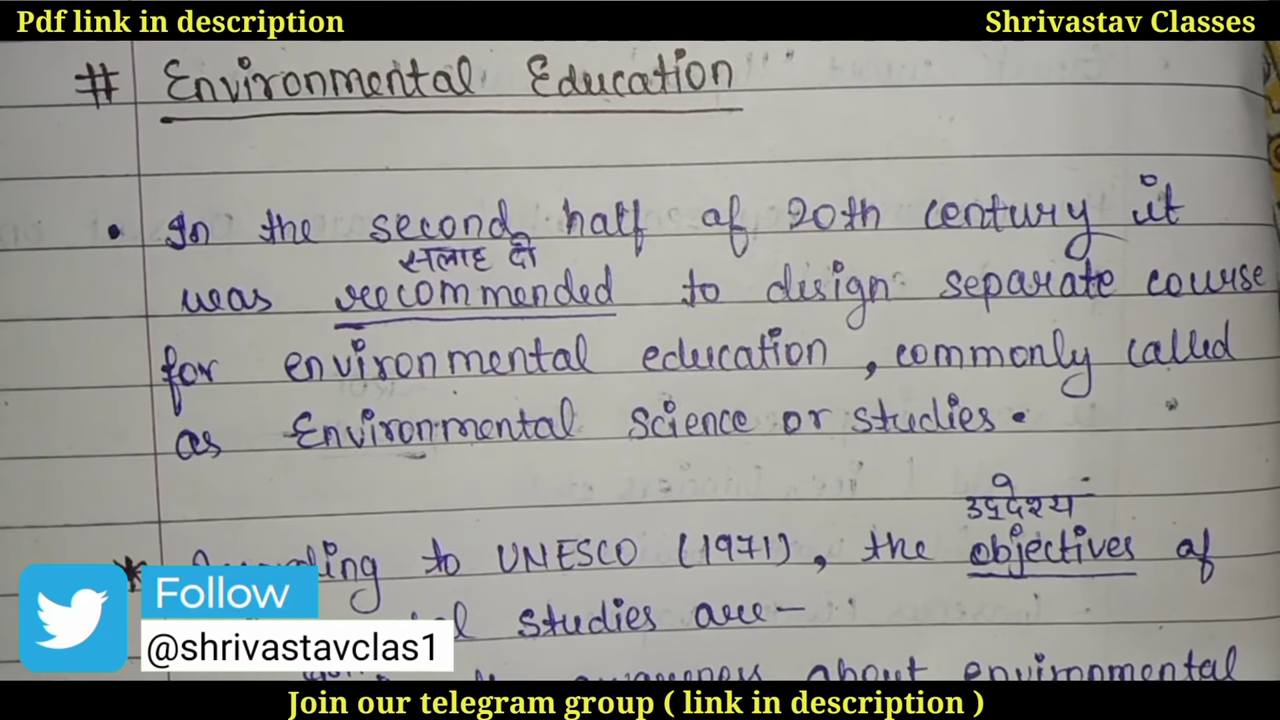 Pdf link in description
Shrivastav Classes
# Environmental Education
• In the second half of 20th century it
सलाह दी
was recommended to design separate course
for environmental education, commonly called
as Environmental Science or studies.
उद्देश्य
to UNESCO (1971), the objectives of
studies are-
about environmental
Follow
@shrivastavclas1
Join our telegram group ( link in description )